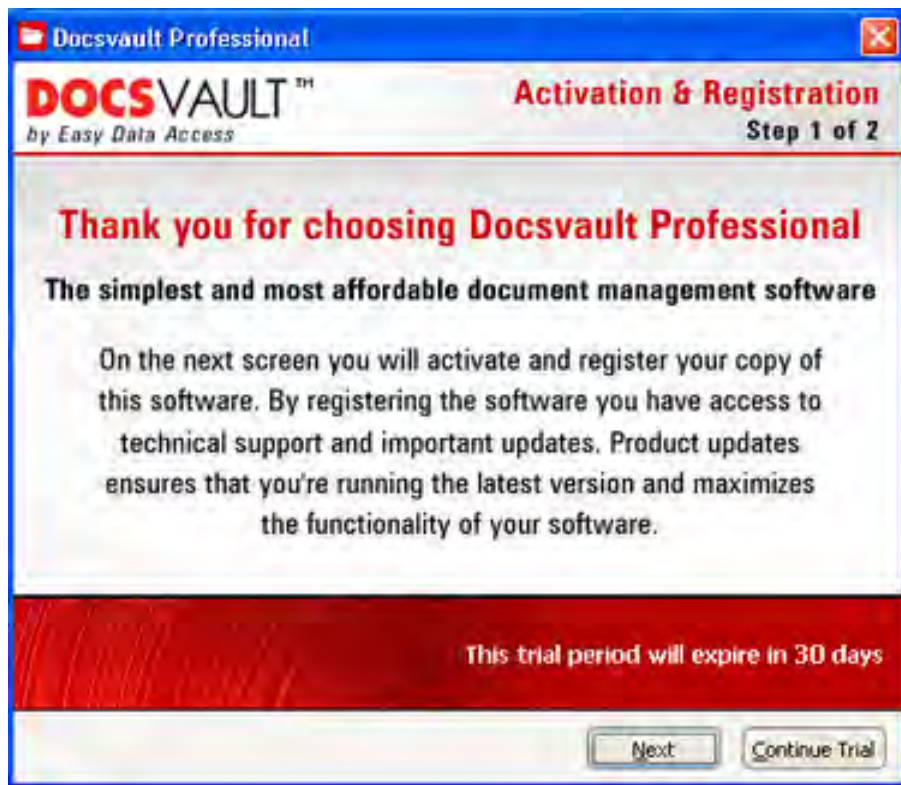 Docsvault Professional
DOCSVAULT™
by Easy Data Access
Activation & Registration
Step 1 of 2
Thank you for choosing Docsvault Professional
The simplest and most affordable document management software
On the next screen you will activate and register your copy of
this software. By registering the software you have access to
technical support and important updates. Product updates
ensures that you're running the latest version and maximizes
the functionality of your software.
This trial period will expire in 30 days
Next
Continue Trial